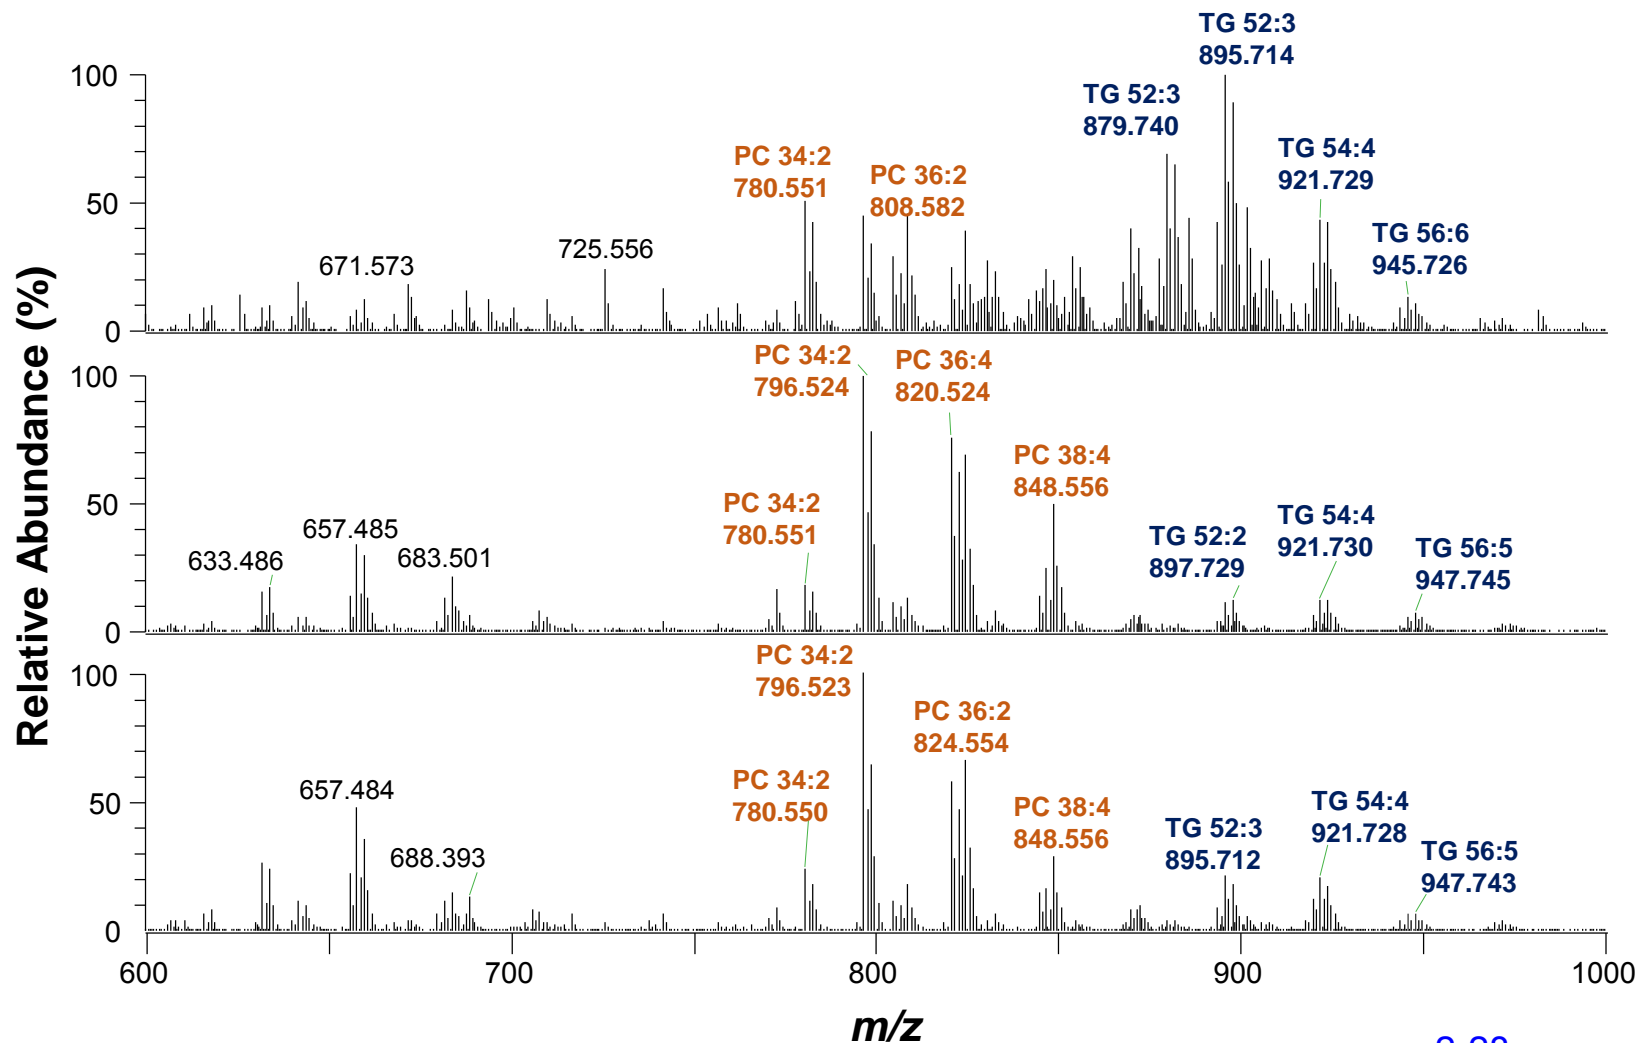 TG 52:3
895.714
TG 52:3
879.740
TG 54:4
921.729
PC 34:2
780.551
PC 36:2
808.582
TG 56:6
945.726
671.573
725.556
100
50
0
PC 34:2
796.524
PC 36:4
820.524
PC 38:4
848.556
PC 34:2
780.551
TG 52:2
897.729
TG 54:4
921.730
TG 56:5
947.745
633.486
657.485
683.501
100
50
0
PC 34:2
796.523
PC 36:2
824.554
PC 34:2
780.550
PC 38:4
848.556
TG 52:3
895.712
TG 54:4
921.728
TG 56:5
947.743
657.484
688.393
100
50
0
Relative Abundance (%)
600 700 800 900 1000
m/z